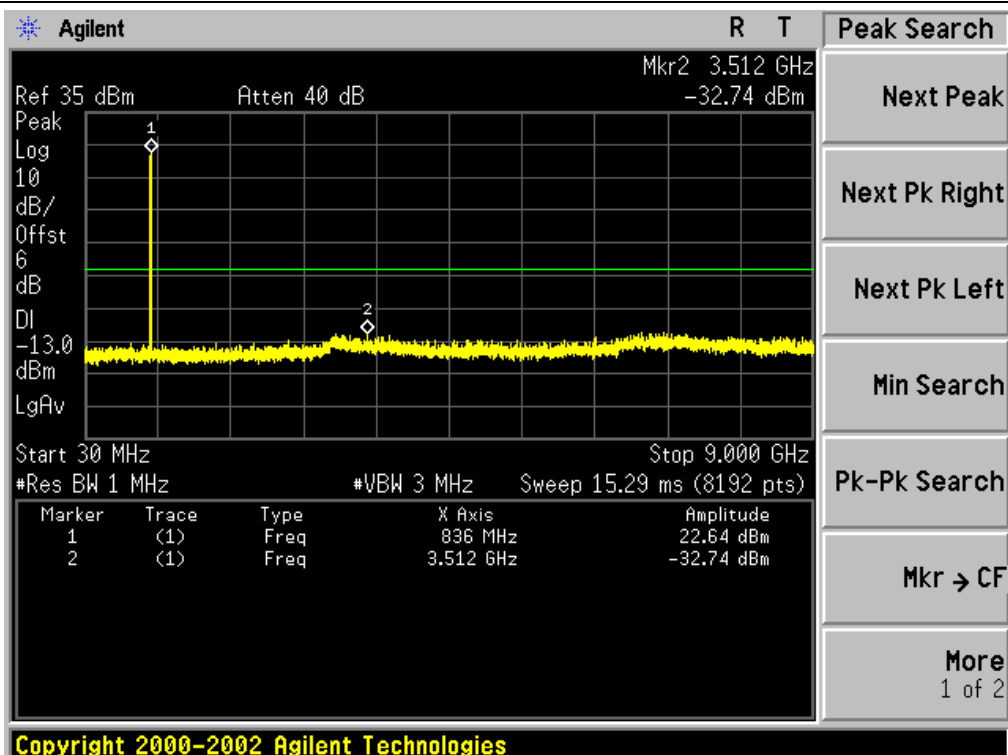 Agilent R T
Peak Search
Mkr2 3.512 GHz
Ref 35 dBm Atten 40 dB -32.74 dBm
Peak
Log
10
dB/
Offst
6
dB
DI
-13.0
dBm
LgAv
1
2
Start 30 MHz Stop 9.000 GHz
#Res BW 1 MHz #VBW 3 MHz Sweep 15.29 ms (8192 pts)
Marker Trace Type X Axis Amplitude
1 (1) Freq 836 MHz 22.64 dBm
2 (1) Freq 3.512 GHz -32.74 dBm
Next Peak
Next Pk Right
Next Pk Left
Min Search
Pk-Pk Search
Mkr → CF
More
1 of 2
Copyright 2000-2002 Agilent Technologies